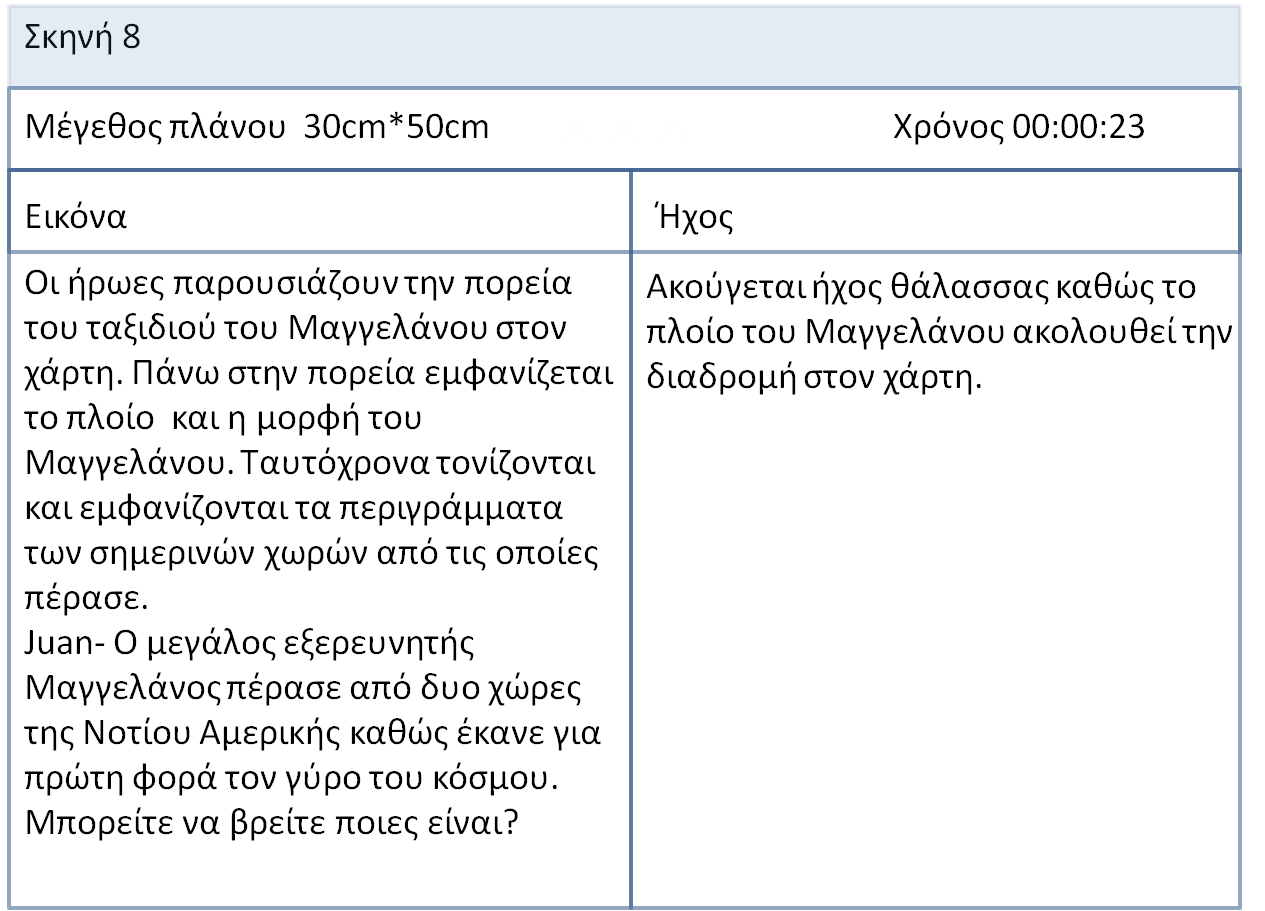 Σκηνή 8
Μέγεθος πλάνου 30cm*50cm Χρόνος 00:00:23
Εικόνα
Οι ήρωες παρουσιάζουν την πορεία
του ταξιδιού του Μαγγελάνου στον
χάρτη. Πάνω στην πορεία εμφανίζεται
το πλοίο και η μορφή του
Μαγγελάνου. Ταυτόχρονα τονίζονται
και εμφανίζονται τα περιγράμματα
των σημερινών χωρών από τις οποίες
πέρασε.
Juan- Ο μεγάλος εξερευνητής
Μαγγελάνος πέρασε από δυο χώρες
της Νοτίου Αμερικής καθώς έκανε για
πρώτη φορά τον γύρο του κόσμου.
Μπορείτε να βρείτε ποιες είναι?
Ήχος
Ακούγεται ήχος θάλασσας καθώς το
πλοίο του Μαγγελάνου ακολουθεί την
διαδρομή στον χάρτη.